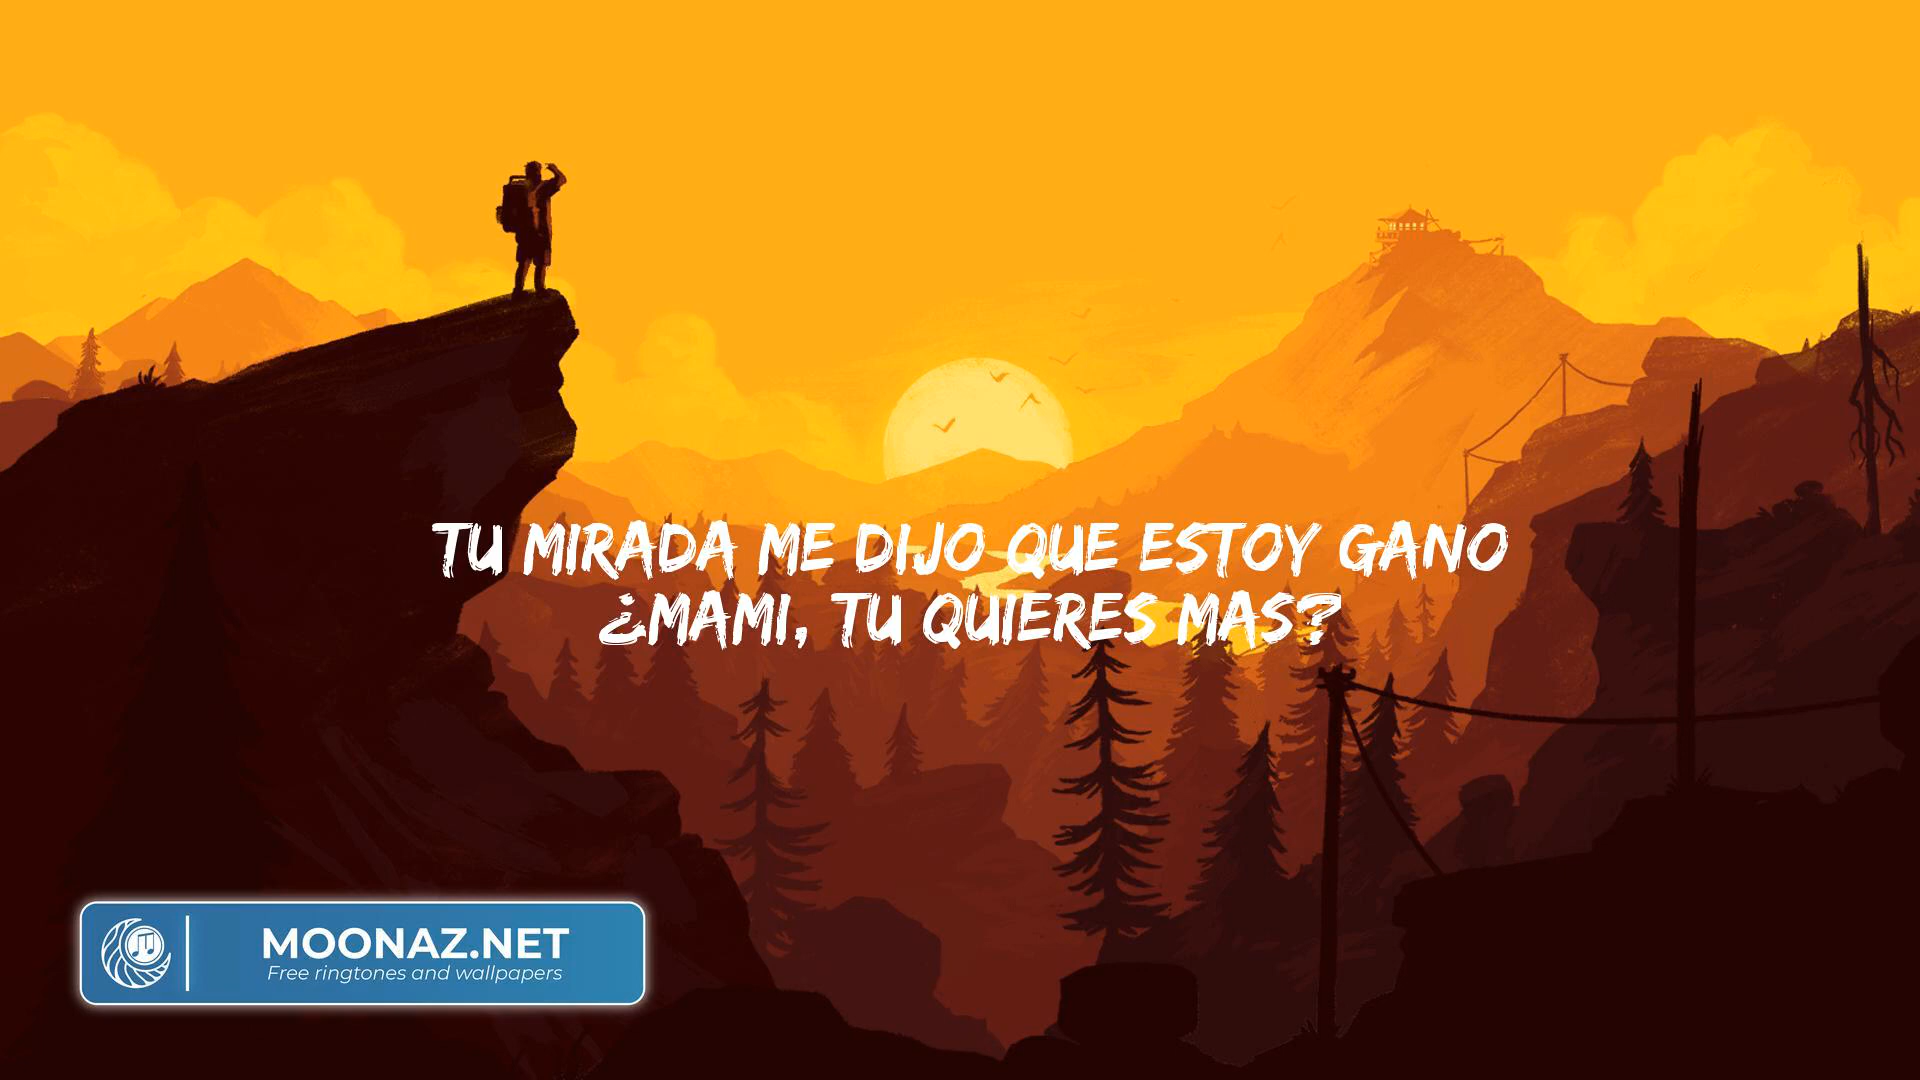 TU MIRADA ME DIJO QUE ESTOY GANO
¿MAMI, TU QUIERES MAS?
MOONAZ.NET
Free ringtones and wallpapers